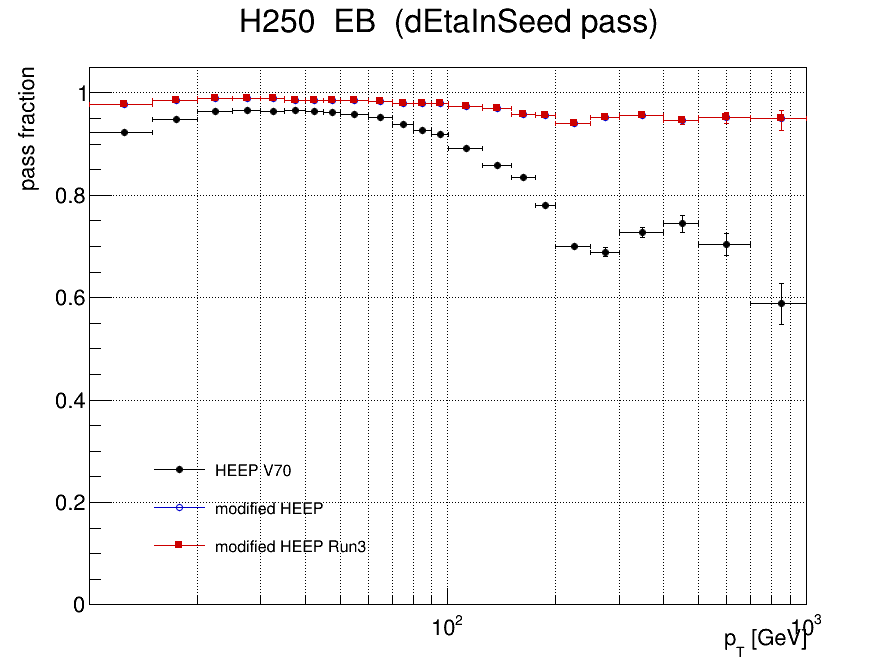 H250 EB (dEtaInSeed pass)
pass fraction
1
0.8
0.6
0.4
0.2
0
HEEP V70
modified HEEP
modified HEEP Run3
10²
10³
p_T [GeV]